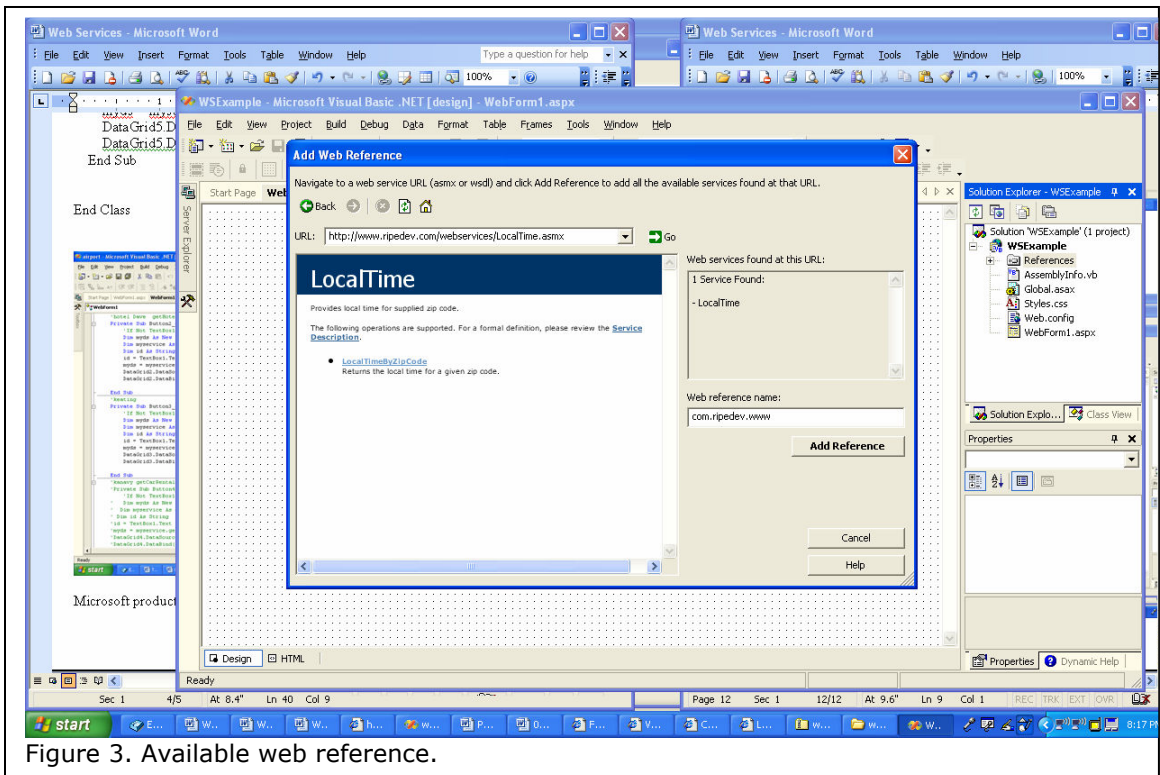 Web Services - Microsoft Word
File Edit View Insert Format Tools Table Window Help
Type a question for help
100%
Web Services - Microsoft Word
File Edit View Insert Format Tools Table Window Help
100%
DataGrid5.D
DataGrid5.D
End Sub
End Class
Microsoft product
WSExample - Microsoft Visual Basic .NET [design] - WebForm1.aspx
File Edit View Project Build Debug Data Format Table Frames Tools Window Help
Start Page Web
Server Explorer
Add Web Reference
Navigate to a web service URL (asmx or wsdl) and click Add Reference to add all the available services found at that URL.
Back
URL: http://www.ripedev.com/webservices/LocalTime.asmx Go
LocalTime
Provides local time for supplied zip code.
The following operations are supported. For a formal definition, please review the Service
Description.
LocalTimeByZipCode
Returns the local time for a given zip code.
Web services found at this URL:
1 Service Found:
- LocalTime
Web reference name:
com.ripedev.www
Add Reference
Cancel
Help
Solution Explorer - WSExample
Solution 'WSExample' (1 project)
WSExample
References
AssemblyInfo.vb
Global.asax
Styles.css
Web.config
WebForm1.aspx
Solution Explo... Class View
Properties
Properties Dynamic Help
Design HTML
Ready
Sec 1 4/5 At 8.4" Ln 40 Col 9
Page 12 Sec 1 12/12 At 9.6" Ln 9 Col 1 REC TRK EXT OVR
start E... W.. W.. W.. h... w... P... 0... F... V... C... L... w... w... W.. 8:17 PM
Figure 3. Available web reference.